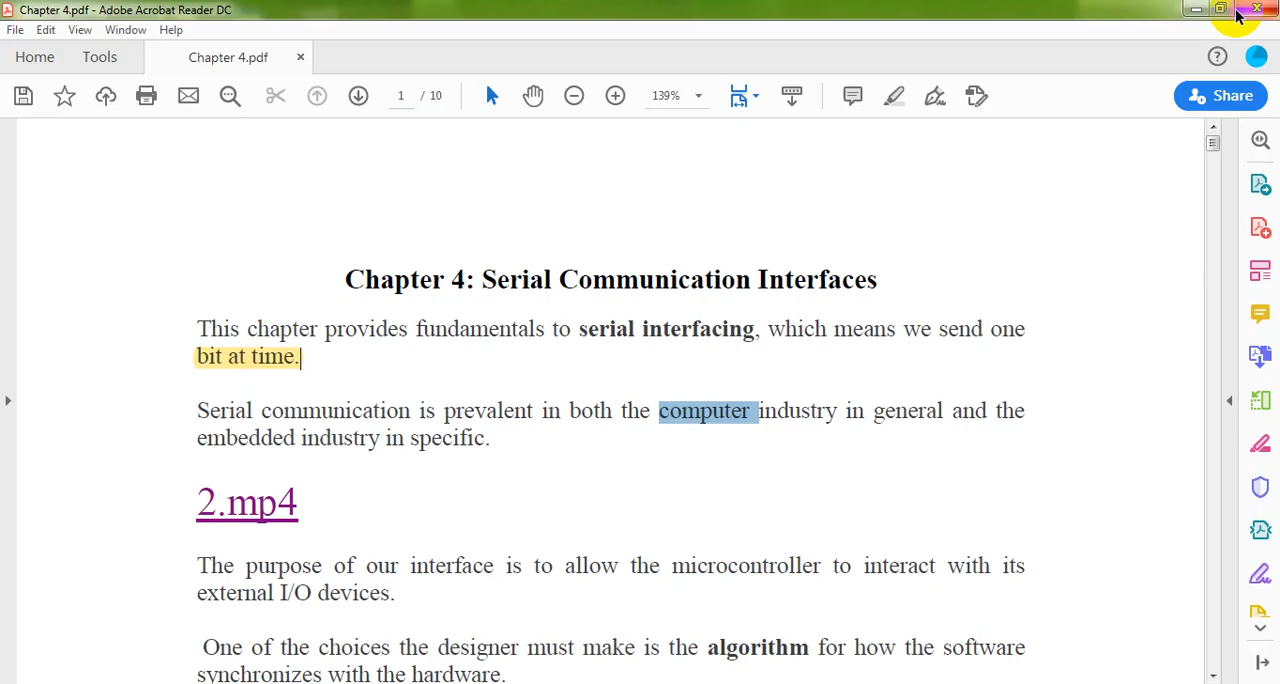 Chapter 4.pdf - Adobe Acrobat Reader DC
File Edit View Window Help
Home Tools Chapter 4.pdf ×
1 / 10 139% Share
Chapter 4: Serial Communication Interfaces
This chapter provides fundamentals to serial interfacing, which means we send one
bit at time.
Serial communication is prevalent in both the computer industry in general and the
embedded industry in specific.
2.mp4
The purpose of our interface is to allow the microcontroller to interact with its
external I/O devices.
One of the choices the designer must make is the algorithm for how the software
synchronizes with the hardware.